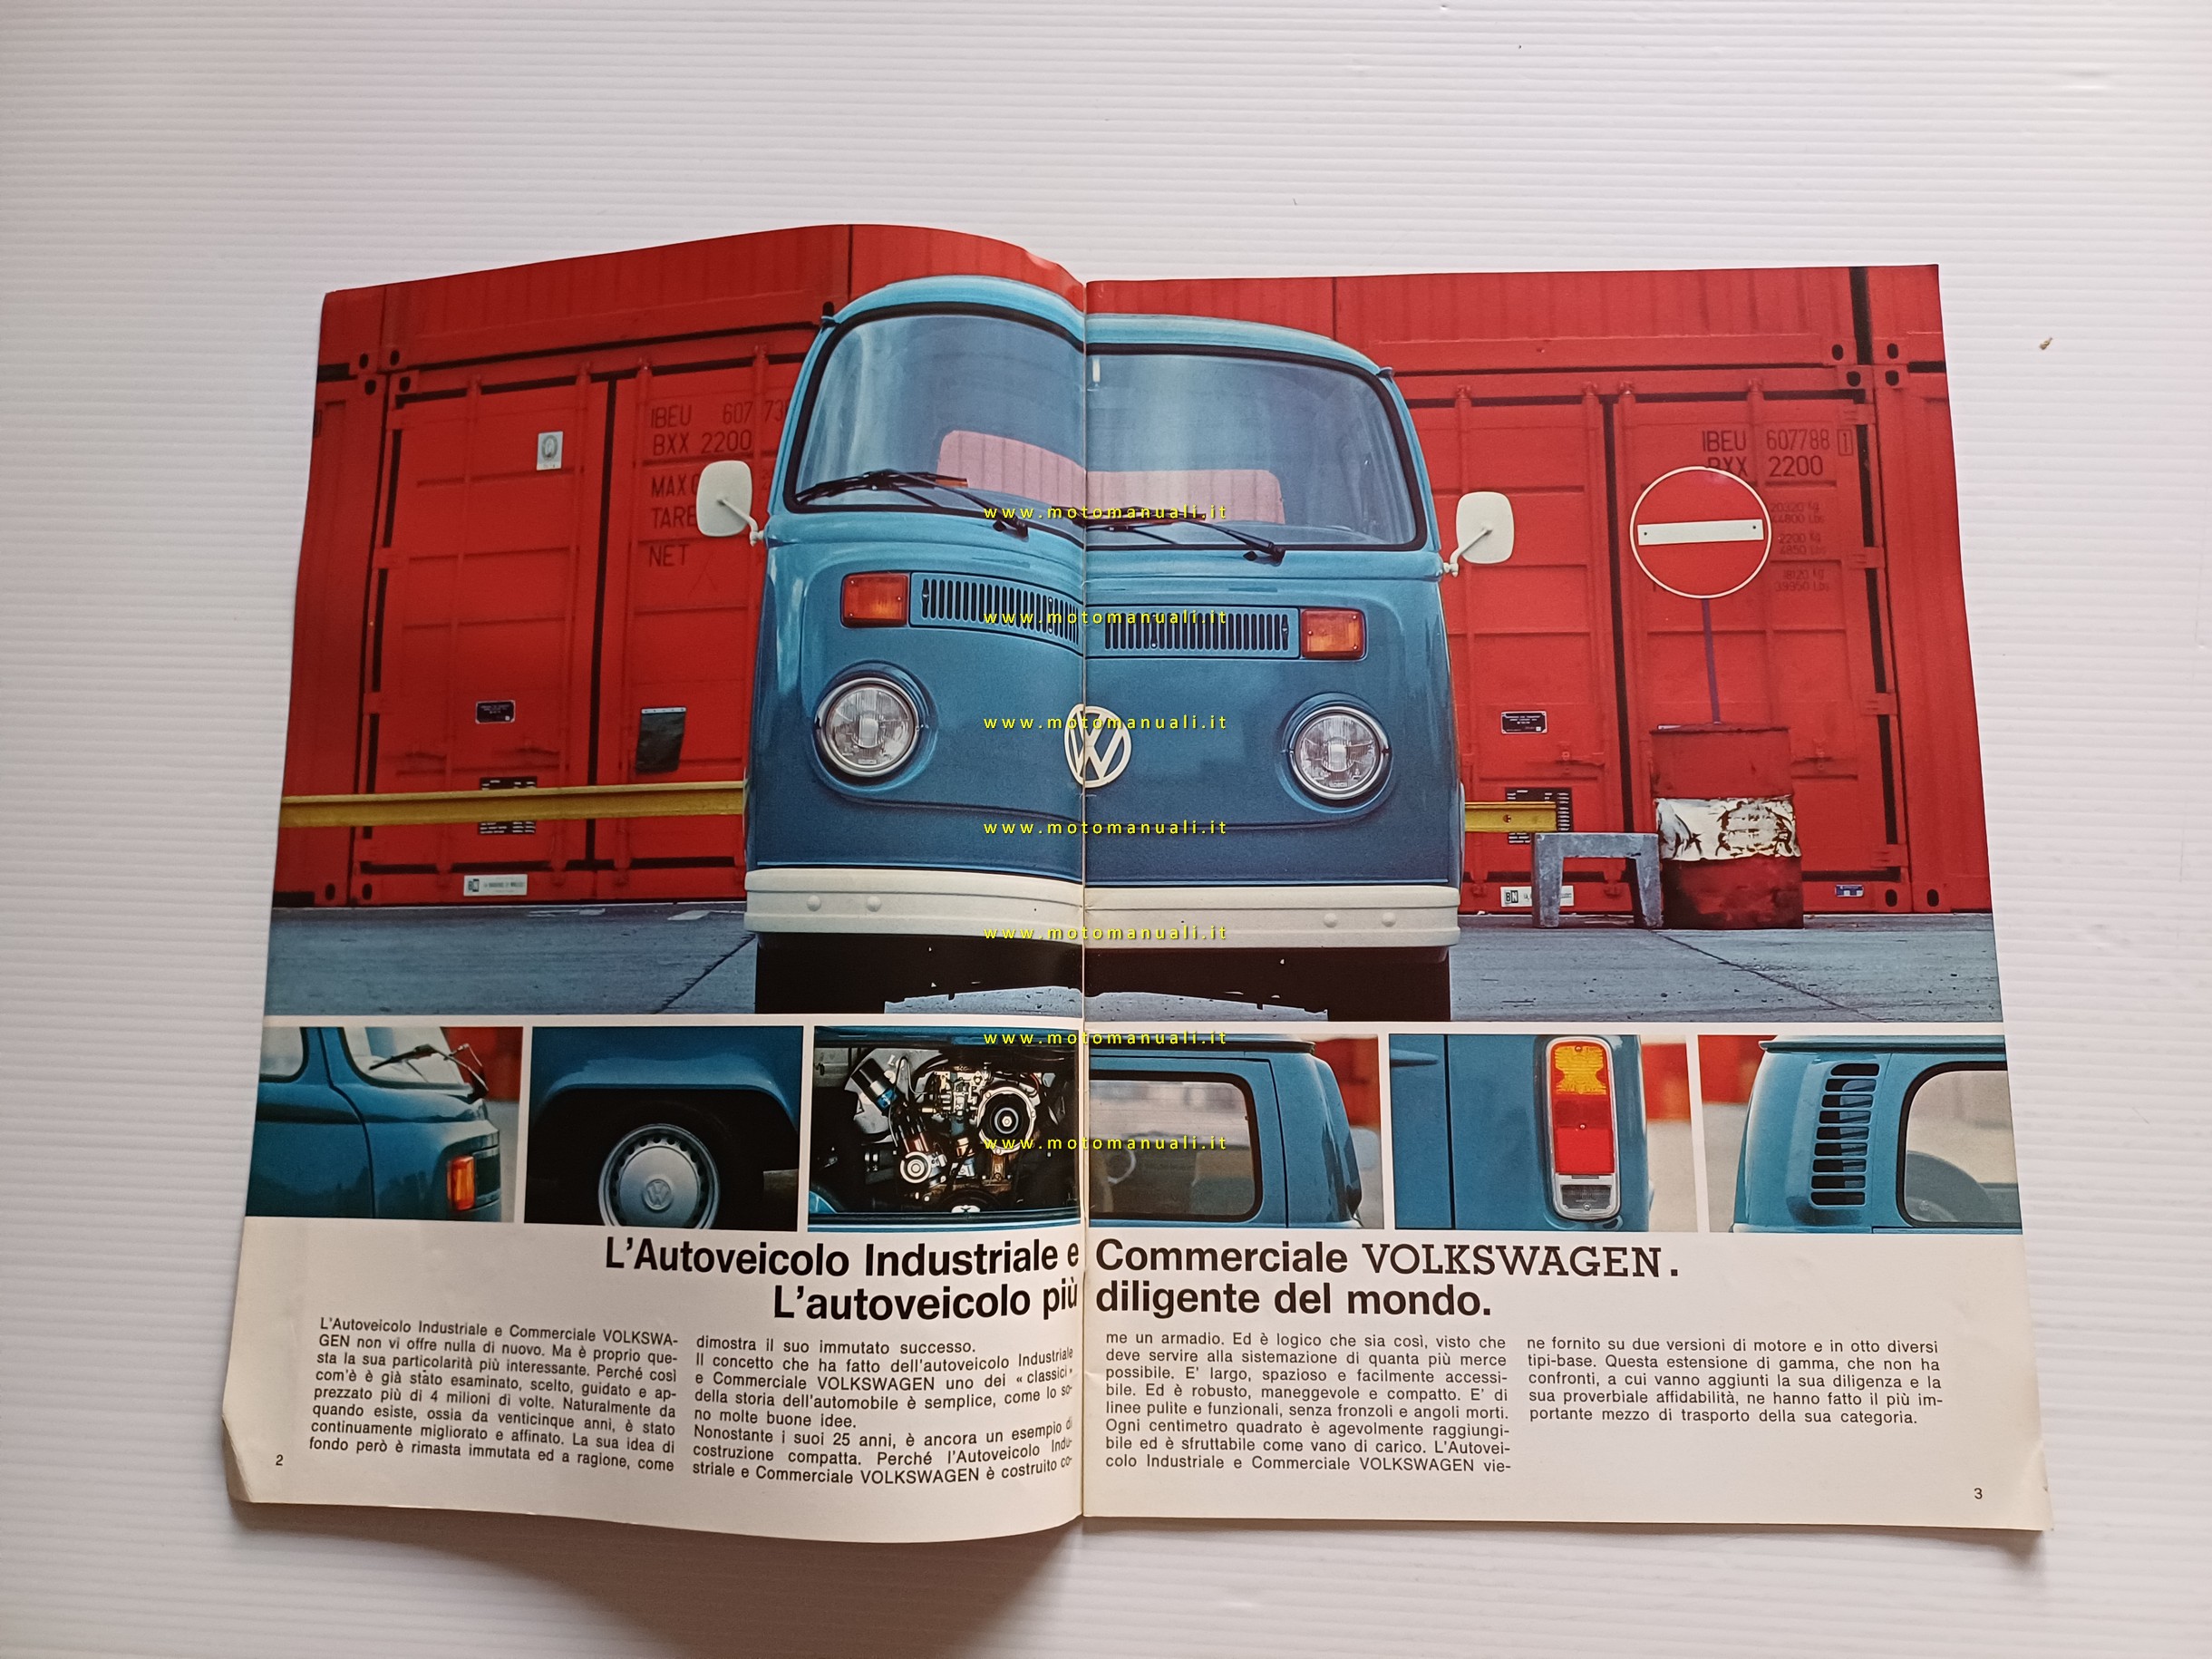 IBEU 607 73
BXX 2200
TARE
NET
IBEU 607788 1
BXX 2200
20320 kg
44800 Lbs
2200 kg
4850 Lbs
18120 kg
39950 Lbs
www.motomanuali.it
www.motomanuali.it
www.motomanuali.it
www.motomanuali.it
www.motomanuali.it
www.motomanuali.it
www.motomanuali.it
L'Autoveicolo Industriale e Commerciale VOLKSWAGEN.
L'autoveicolo più diligente del mondo.
L'Autoveicolo Industriale e Commerciale VOLKSWA-
GEN non vi offre nulla di nuovo. Ma è proprio que-
sta la sua particolarità più interessante. Perché così
com'è è già stato esaminato, scelto, guidato e ap-
prezzato più di 4 milioni di volte. Naturalmente da
quando esiste, ossia da venticinque anni, è stato
continuamente migliorato e affinato. La sua idea di
fondo però è rimasta immutata ed a ragione, come
dimostra il suo immutato successo.
Il concetto che ha fatto dell'autoveicolo Industriale
e Commerciale VOLKSWAGEN uno dei «classici»
della storia dell'automobile è semplice, come lo so-
no molte buone idee.
Nonostante i suoi 25 anni, è ancora un esempio di
costruzione compatta. Perché l'Autoveicolo Indu-
striale e Commerciale VOLKSWAGEN è costruito co-
me un armadio. Ed è logico che sia così, visto che
deve servire alla sistemazione di quanta più merce
possibile. E' largo, spazioso e facilmente accessi-
bile. Ed è robusto, maneggevole e compatto. E' di
linee pulite e funzionali, senza fronzoli e angoli morti.
Ogni centimetro quadrato è agevolmente raggiungi-
bile ed è sfruttabile come vano di carico. L'Autovei-
colo Industriale e Commerciale VOLKSWAGEN vie-
ne fornito su due versioni di motore e in otto diversi
tipi-base. Questa estensione di gamma, che non ha
confronti, a cui vanno aggiunti la sua diligenza e la
sua proverbiale affidabilità, ne hanno fatto il più im-
portante mezzo di trasporto della sua categoria.
2
3